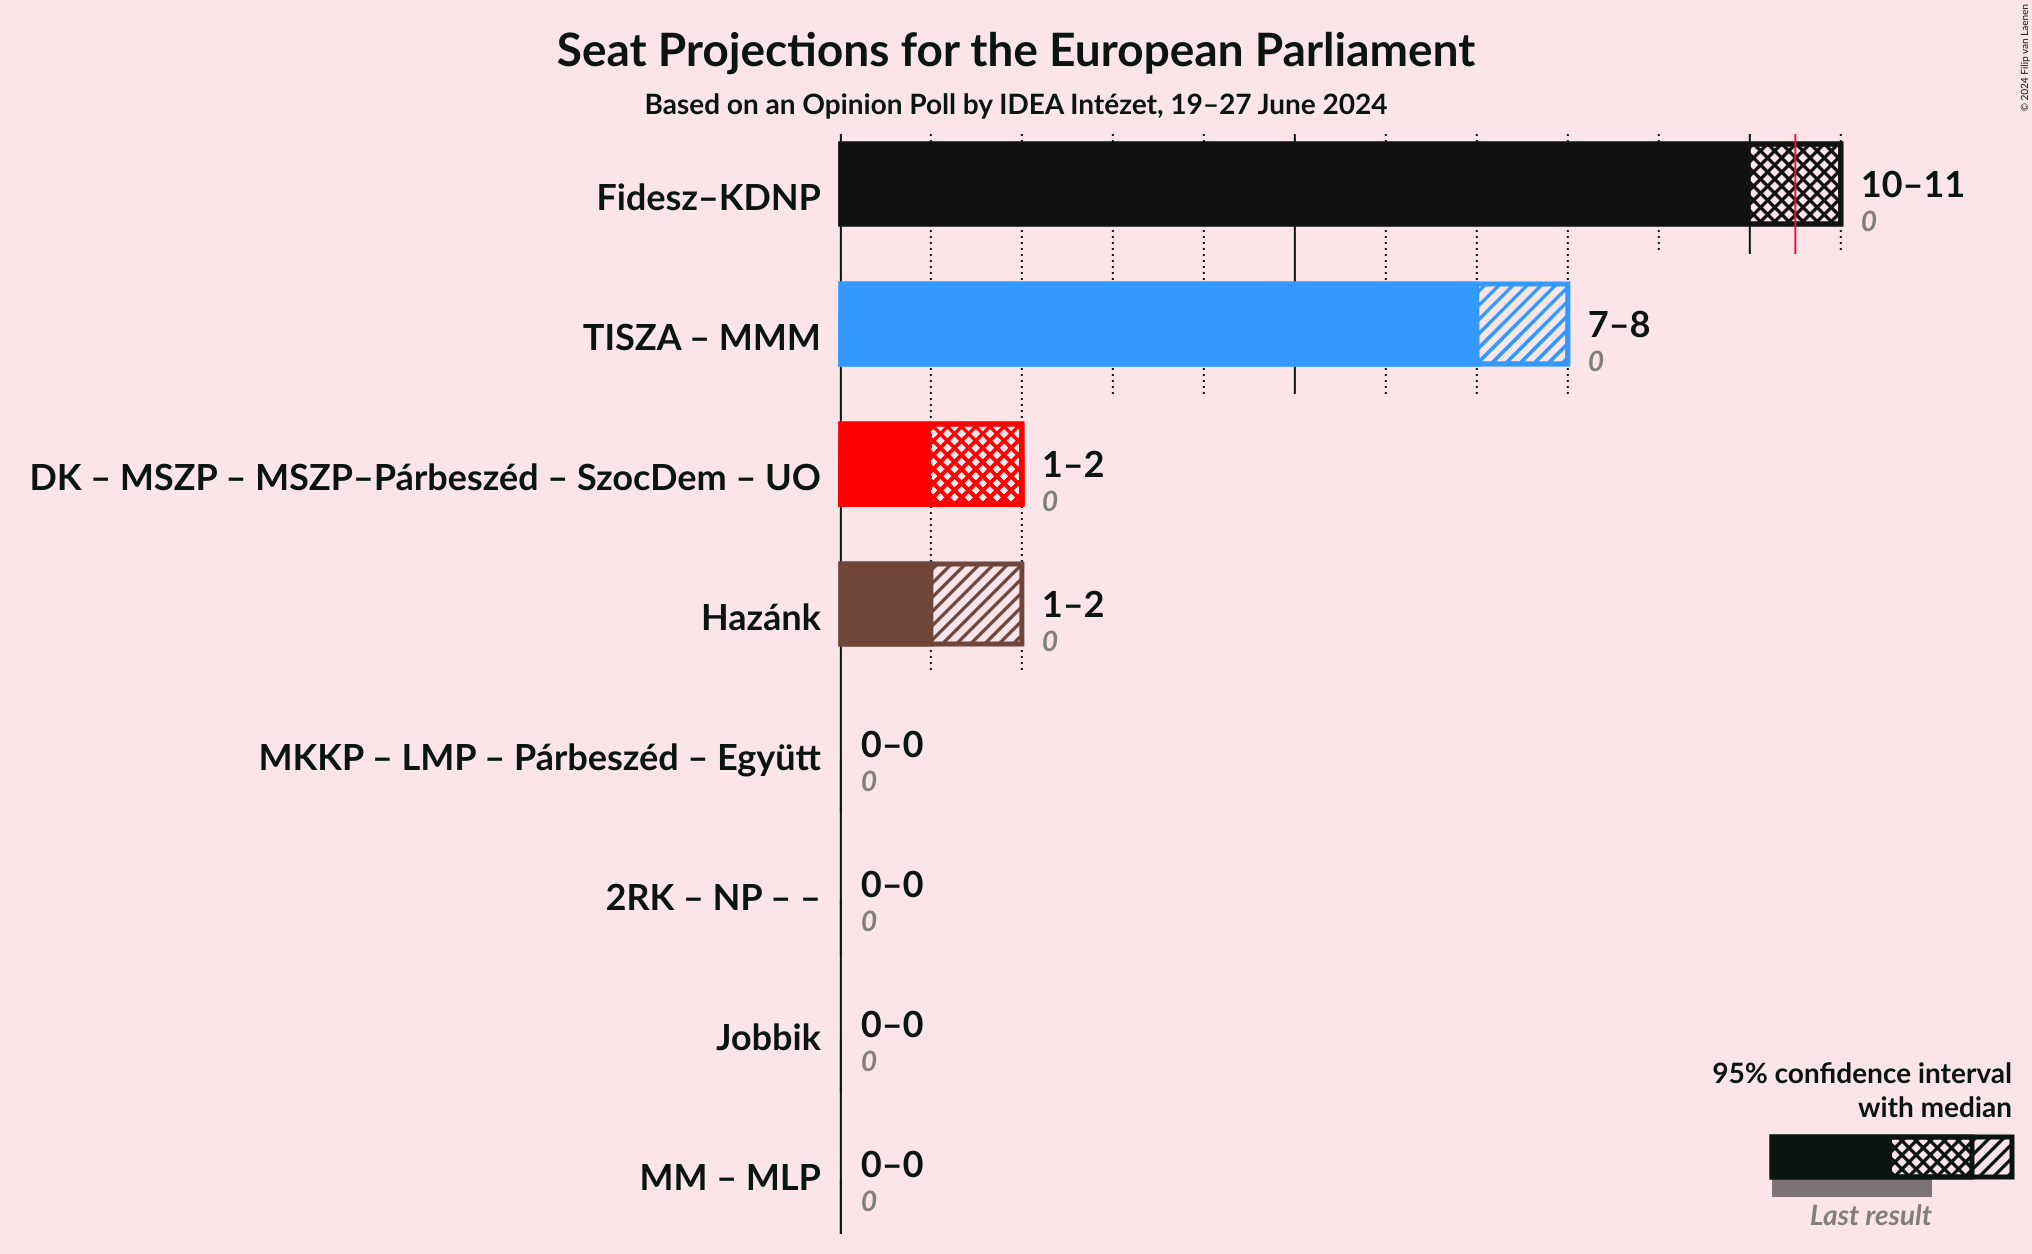 Seat Projections for the European Parliament
Based on an Opinion Poll by IDEA Intézet, 19–27 June 2024
© 2024 Filip van Laenen
Fidesz–KDNP
10–11
0
TISZA – MMM
7–8
0
DK – MSZP – MSZP–Párbeszéd – SzocDem – UO
1–2
0
Hazánk
1–2
0
MKKP – LMP – Párbeszéd – Együtt
0–0
0
2RK – NP – –
0–0
0
Jobbik
0–0
0
MM – MLP
0–0
0
95% confidence interval
with median
Last result